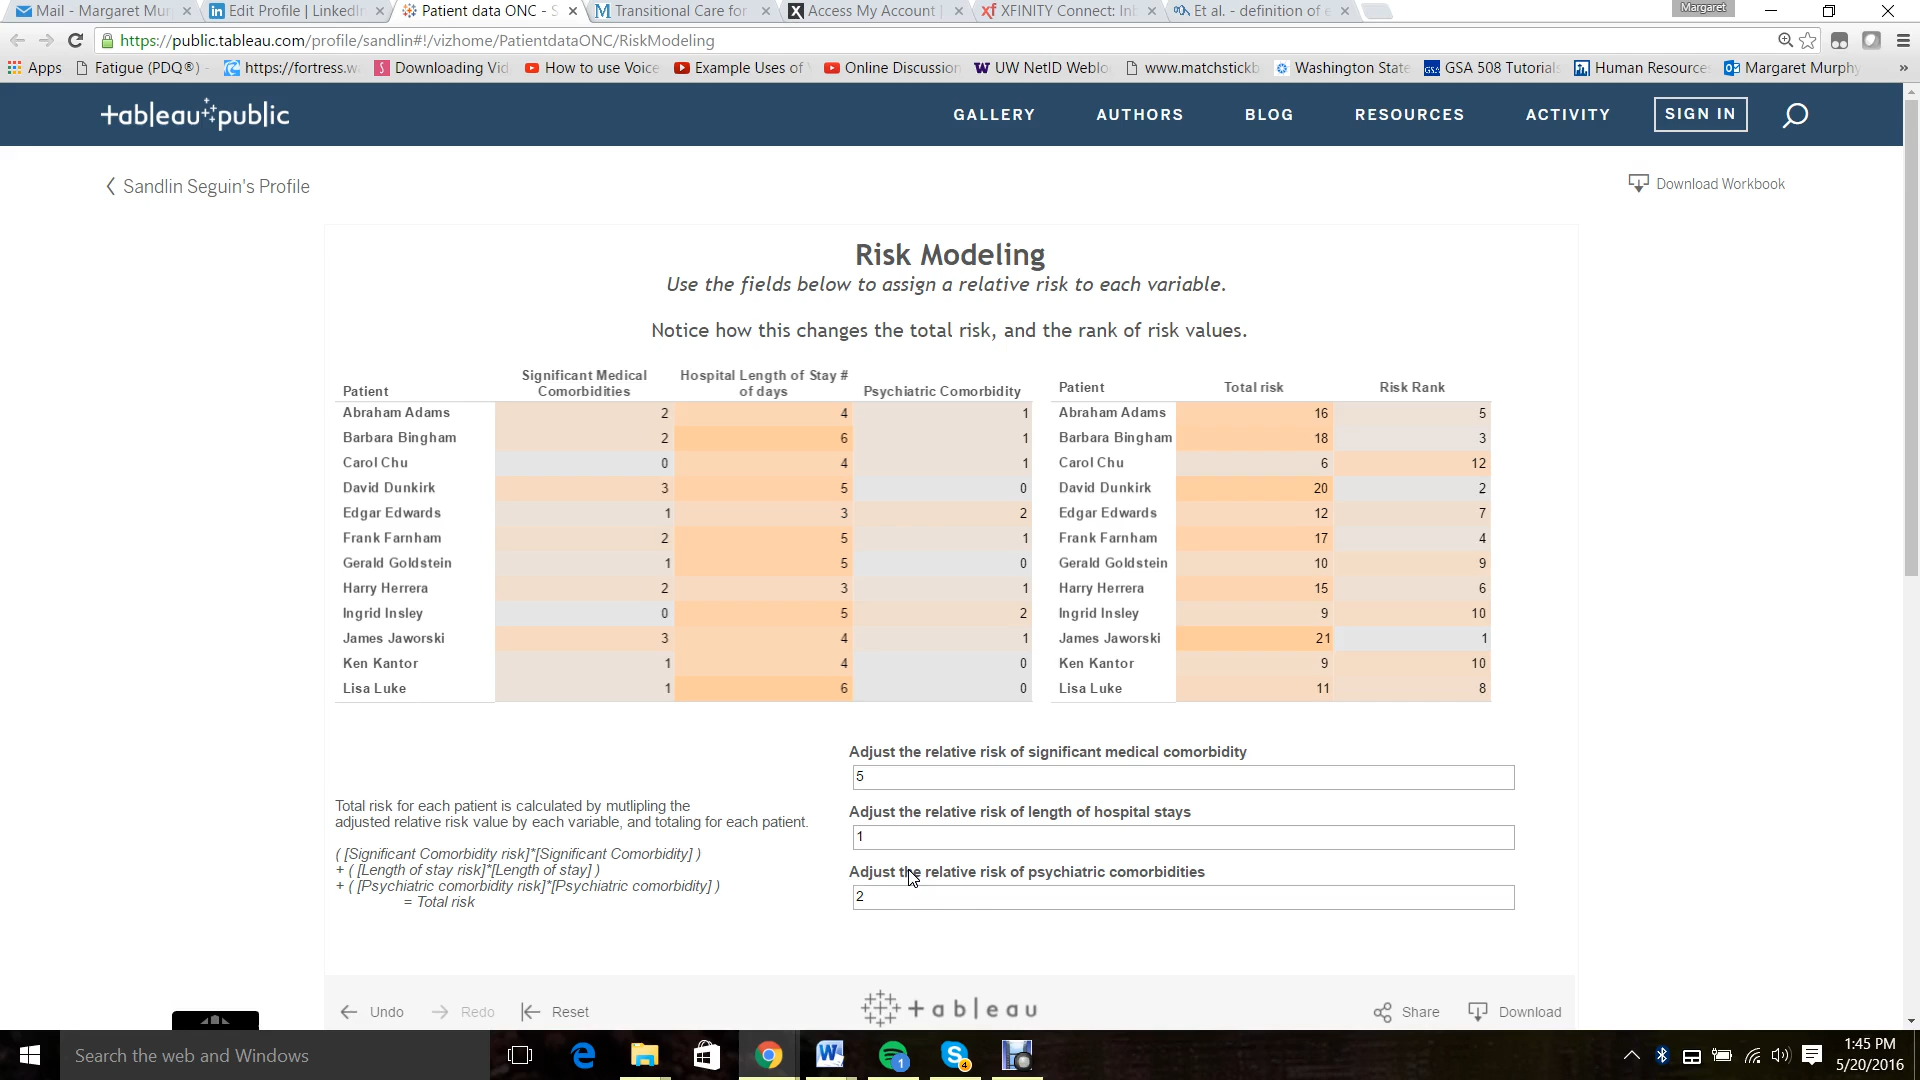 Margaret
Mail - Margaret Mur
Edit Profile | LinkedIn
Patient data ONC - S
Transitional Care for
Access My Account |
XFINITY Connect: Inb
Et al. - definition of e
https://public.tableau.com/profile/sandlin#!/vizhome/PatientdataONC/RiskModeling
Apps
Fatigue (PDQ®)
https://fortress.wa
Downloading Vid
How to use Voice
Example Uses of
Online Discussion
UW NetID Weblo
www.matchstickb
Washington State
GSA 508 Tutorials
Human Resources
Margaret Murphy
»
tableau public
GALLERY
AUTHORS
BLOG
RESOURCES
ACTIVITY
SIGN IN
Sandlin Seguin's Profile
Download Workbook
Risk Modeling
Use the fields below to assign a relative risk to each variable.
Notice how this changes the total risk, and the rank of risk values.
Patient Significant Medical Comorbidities Hospital Length of Stay # of days Psychiatric Comorbidity Patient Total risk Risk Rank
Abraham Adams 2 4 1 Abraham Adams 16 5
Barbara Bingham 2 6 1 Barbara Bingham 18 3
Carol Chu 0 4 1 Carol Chu 6 12
David Dunkirk 3 5 0 David Dunkirk 20 2
Edgar Edwards 1 3 2 Edgar Edwards 12 7
Frank Farnham 2 5 1 Frank Farnham 17 4
Gerald Goldstein 1 5 0 Gerald Goldstein 10 9
Harry Herrera 2 3 1 Harry Herrera 15 6
Ingrid Insley 0 5 2 Ingrid Insley 9 10
James Jaworski 3 4 1 James Jaworski 21 1
Ken Kantor 1 4 0 Ken Kantor 9 10
Lisa Luke 1 6 0 Lisa Luke 11 8
Adjust the relative risk of significant medical comorbidity
5
Adjust the relative risk of length of hospital stays
1
Adjust the relative risk of psychiatric comorbidities
2
Total risk for each patient is calculated by mutlipling the
adjusted relative risk value by each variable, and totaling for each patient.
( [Significant Comorbidity risk]*[Significant Comorbidity] )
+ ( [Length of stay risk]*[Length of stay] )
+ ( [Psychiatric comorbidity risk]*[Psychiatric comorbidity] )
= Total risk
Undo
Redo
Reset
tableau
Share
Download
Search the web and Windows
1
4
1:45 PM
5/20/2016